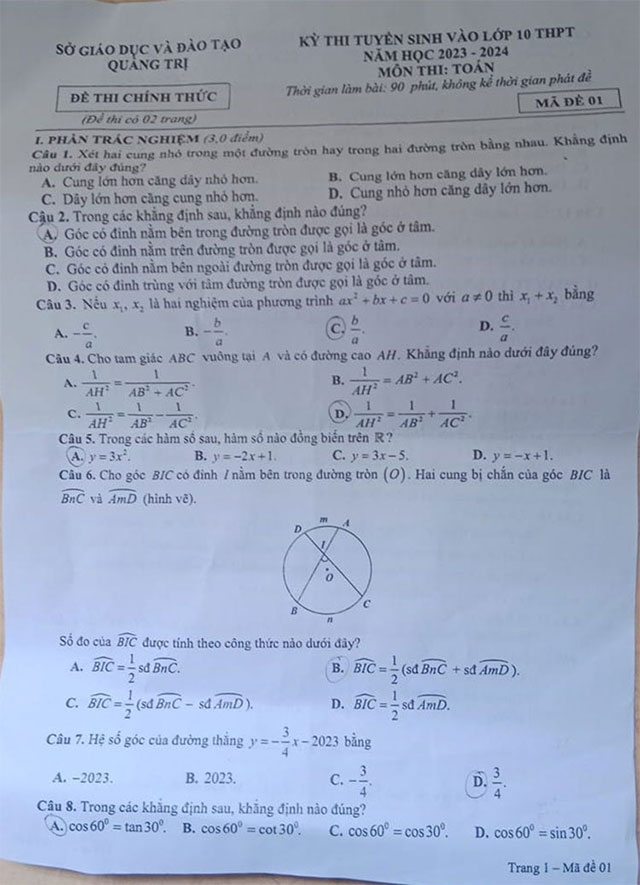 SỞ GIÁO DỤC VÀ ĐÀO TẠO
QUẢNG TRỊ
ĐỀ THI CHÍNH THỨC
(Đề thi có 02 trang)
KỲ THI TUYỂN SINH VÀO LỚP 10 THPT
NĂM HỌC 2023 - 2024
MÔN THI: TOÁN
Thời gian làm bài: 90 phút, không kể thời gian phát đề
MÃ ĐỀ 01
I. PHẦN TRẮC NGHIỆM (3,0 điểm)
Câu 1. Xét hai cung nhỏ trong một đường tròn hay trong hai đường tròn bằng nhau. Khẳng định
nào dưới đây đúng?
A. Cung lớn hơn căng dây nhỏ hơn. B. Cung lớn hơn căng dây lớn hơn.
C. Dây lớn hơn căng cung nhỏ hơn. D. Cung nhỏ hơn căng dây lớn hơn.
Câu 2. Trong các khẳng định sau, khẳng định nào đúng?
A. Góc có đỉnh nằm bên trong đường tròn được gọi là góc ở tâm.
B. Góc có đỉnh nằm trên đường tròn được gọi là góc ở tâm.
C. Góc có đỉnh nằm bên ngoài đường tròn được gọi là góc ở tâm.
D. Góc có đỉnh trùng với tâm đường tròn được gọi là góc ở tâm.
Câu 3. Nếu x₁, x₂ là hai nghiệm của phương trình ax² + bx + c = 0 với a ≠ 0 thì x₁ + x₂ bằng
A. -c/a. B. -b/a. C. b/a. D. c/a.
Câu 4. Cho tam giác ABC vuông tại A và có đường cao AH. Khẳng định nào dưới đây đúng?
A. 1/AH² = 1/(AB² + AC²). B. 1/AH² = AB² + AC².
C. 1/AH² = 1/AB² - 1/AC². D. 1/AH² = 1/AB² + 1/AC².
Câu 5. Trong các hàm số sau, hàm số nào đồng biến trên ℝ?
A. y = 3x². B. y = -2x + 1. C. y = 3x - 5. D. y = -x + 1.
Câu 6. Cho góc BIC có đỉnh I nằm bên trong đường tròn (O). Hai cung bị chắn của góc BIC là
BnC và AmD (hình vẽ).
m
D A
I
O
B C
n
Số đo của BIC được tính theo công thức nào dưới đây?
A. BIC = 1/2 sđ BnC. B. BIC = 1/2 (sđ BnC + sđ AmD).
C. BIC = 1/2 (sđ BnC - sđ AmD). D. BIC = 1/2 sđ AmD.
Câu 7. Hệ số góc của đường thẳng y = -3/4 x - 2023 bằng
A. -2023. B. 2023. C. -3/4. D. 3/4.
Câu 8. Trong các khẳng định sau, khẳng định nào đúng?
A. cos60⁰ = tan30⁰. B. cos60⁰ = cot30⁰. C. cos60⁰ = cos30⁰. D. cos60⁰ = sin30⁰.
Trang 1 – Mã đề 01